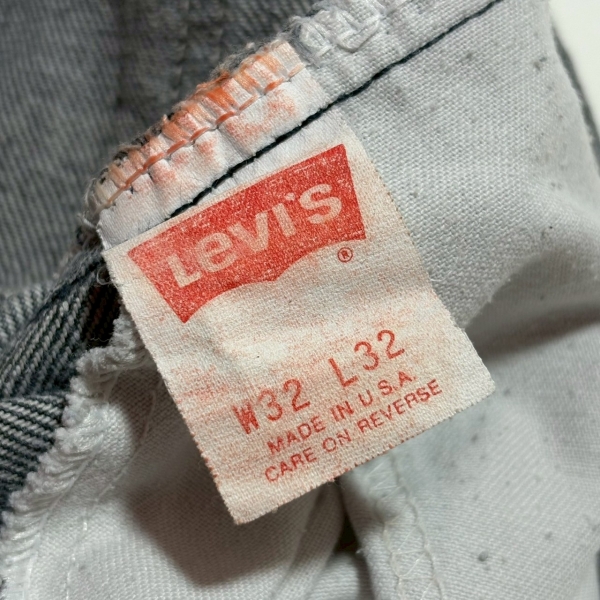 Levi's
®
W32 L32
MADE IN U.S.A.
CARE ON REVERSE